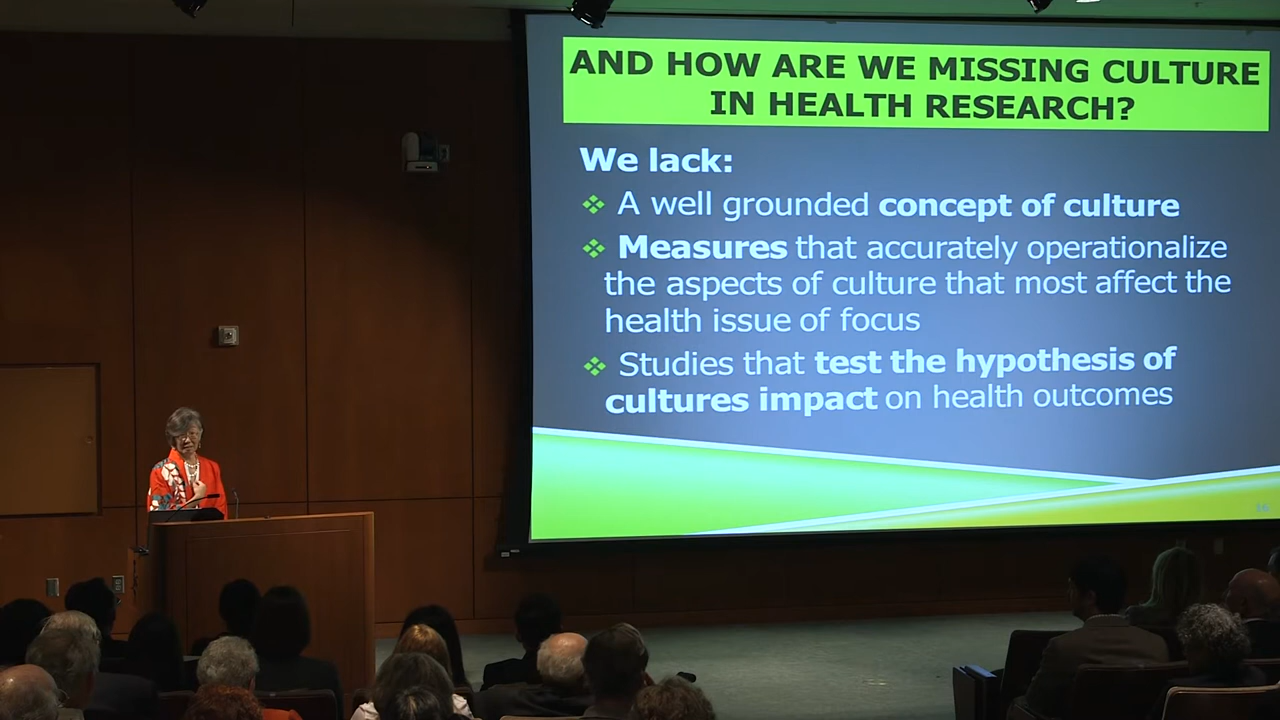 AND HOW ARE WE MISSING CULTURE
IN HEALTH RESEARCH?
We lack:
A well grounded concept of culture
Measures that accurately operationalize
the aspects of culture that most affect the
health issue of focus
Studies that test the hypothesis of
cultures impact on health outcomes
16